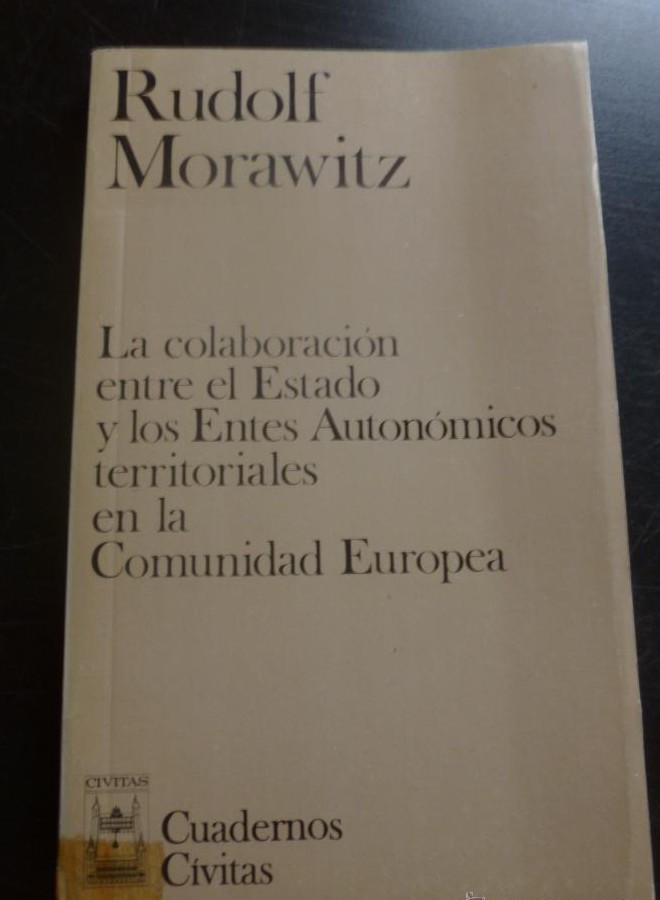 Rudolf
Morawitz
La colaboración
entre el Estado
y los Entes Autonómicos
territoriales
en la
Comunidad Europea
CIVITAS
Cuadernos
Cívitas